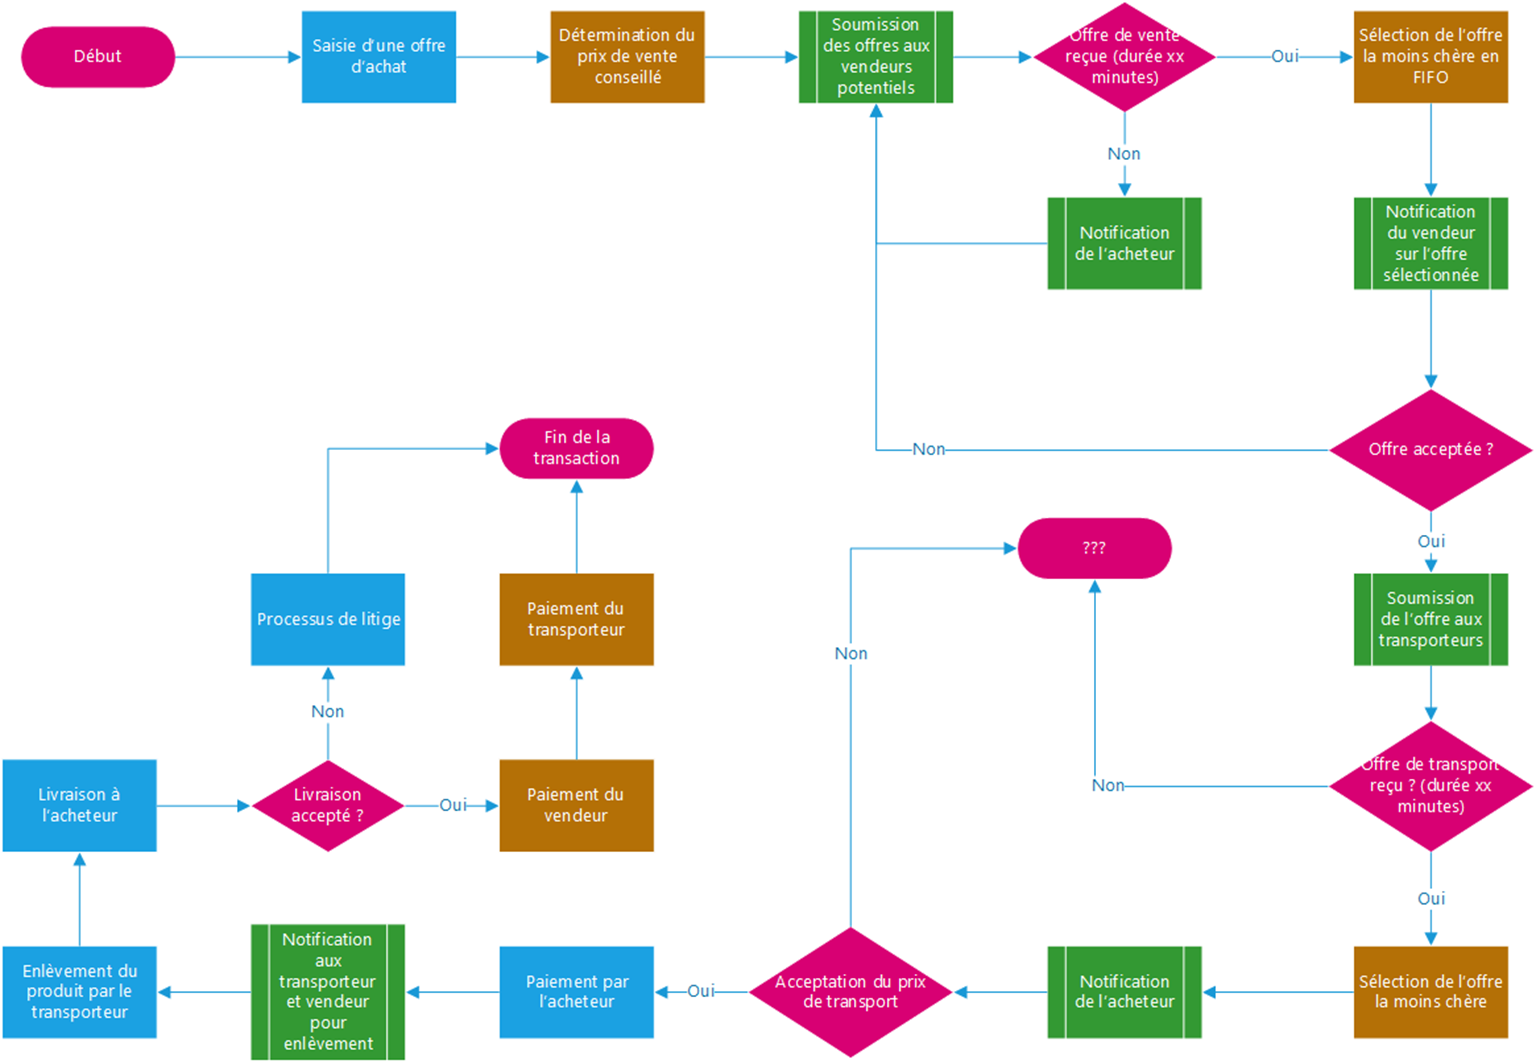 Début
Saisie d'une offre
d'achat
Détermination du
prix de vente
conseillé
Soumission
des offres aux
vendeurs
potentiels
Offre de vente
reçue (durée xx
minutes)
Oui
Sélection de l'offre
la moins chère en
FIFO
Non
Notification
de l'acheteur
Notification
du vendeur
sur l'offre
sélectionnée
Offre acceptée ?
Non
Oui
Soumission
de l'offre aux
transporteurs
Offre de transport
reçu ? (durée xx
minutes)
Non
???
Oui
Sélection de l'offre
la moins chère
Notification
de l'acheteur
Acceptation du prix
de transport
Non
Oui
Paiement par
l'acheteur
Notification
aux
transporteur
et vendeur
pour
enlèvement
Enlèvement du
produit par le
transporteur
Livraison à
l'acheteur
Livraison
accepté ?
Non
Processus de litige
Oui
Paiement du
vendeur
Paiement du
transporteur
Fin de la
transaction